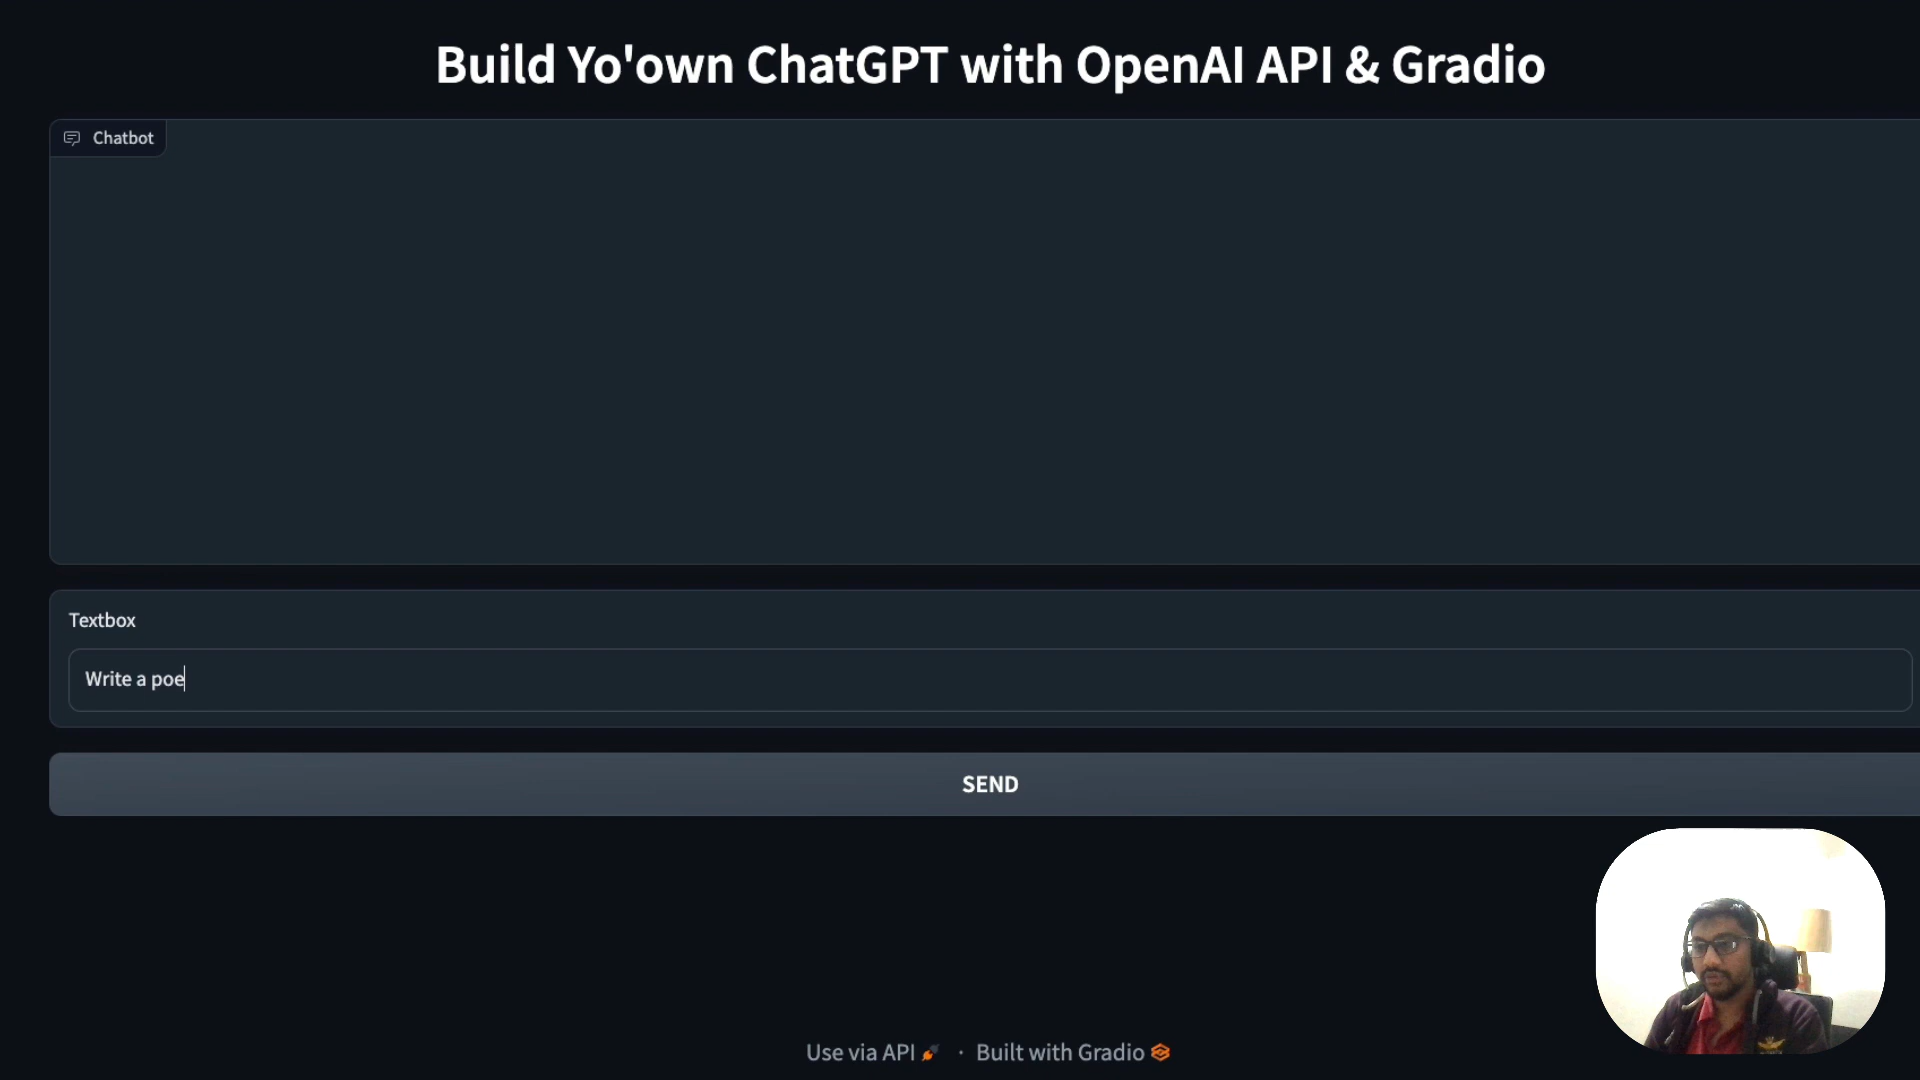 Build Yo'own ChatGPT with OpenAI API & Gradio
Chatbot
Textbox
Write a poe
SEND
Use via API · Built with Gradio